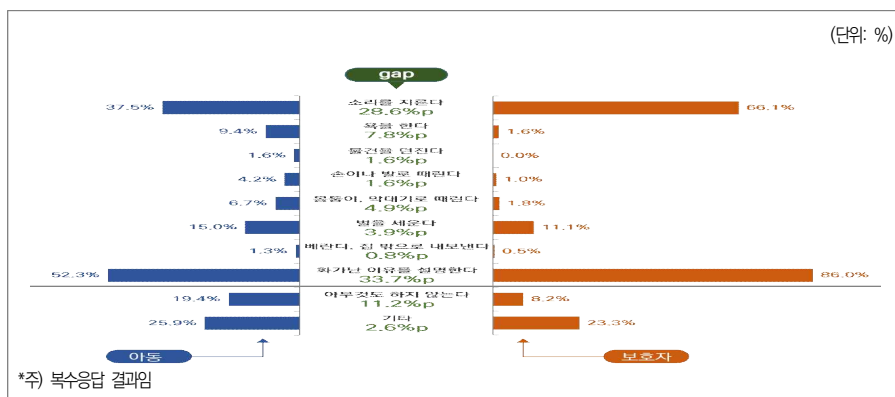 (단위: %)
gap
37.5% 소리를 지른다 66.1%
28.6%p
9.4% 욕을 한다 1.6%
7.8%p
1.6% 물건을 던진다 0.0%
1.6%p
4.2% 손이나 발로 때린다 1.0%
1.6%p
6.7% 몽둥이, 막대기로 때린다 1.8%
4.9%p
15.0% 벌을 세운다 11.1%
3.9%p
1.3% 베란다, 집 밖으로 내보낸다 0.5%
0.8%p
52.3% 화가난 이유를 설명한다 86.0%
33.7%p
19.4% 아무것도 하지 않는다 8.2%
11.2%p
25.9% 기타 23.3%
2.6%p
아동 보호자
*주) 복수응답 결과임